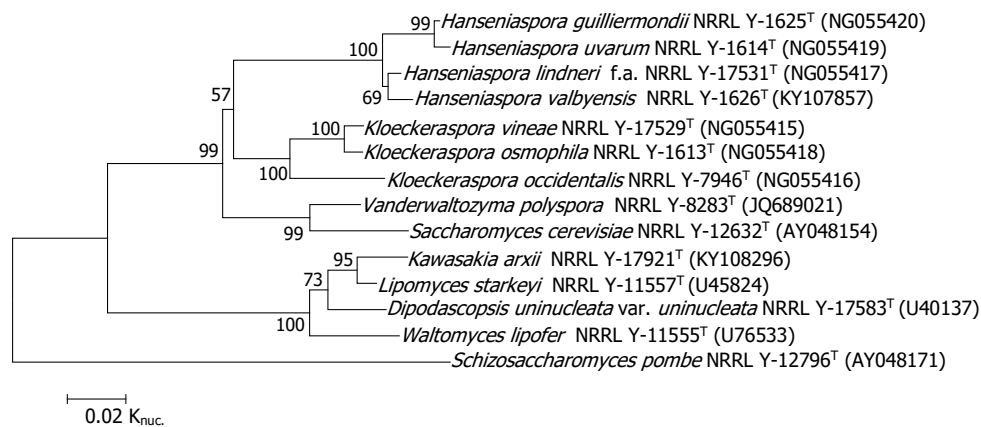 99 Hanseniaspora guilliermondii NRRL Y-1625ᵀ (NG055420)
Hanseniaspora uvarum NRRL Y-1614ᵀ (NG055419)
100
Hanseniaspora lindneri f.a. NRRL Y-17531ᵀ (NG055417)
69 Hanseniaspora valbyensis NRRL Y-1626ᵀ (KY107857)
57
100 Kloeckeraspora vineae NRRL Y-17529ᵀ (NG055415)
Kloeckeraspora osmophila NRRL Y-1613ᵀ (NG055418)
99
100 Kloeckeraspora occidentalis NRRL Y-7946ᵀ (NG055416)
Vanderwaltozyma polyspora NRRL Y-8283ᵀ (JQ689021)
99 Saccharomyces cerevisiae NRRL Y-12632ᵀ (AY048154)
95 Kawasakia arxii NRRL Y-17921ᵀ (KY108296)
73 Lipomyces starkeyi NRRL Y-11557ᵀ (U45824)
Dipodascopsis uninucleata var. uninucleata NRRL Y-17583ᵀ (U40137)
100 Waltomyces lipofer NRRL Y-11555ᵀ (U76533)
Schizosaccharomyces pombe NRRL Y-12796ᵀ (AY048171)
0.02 Knuc.